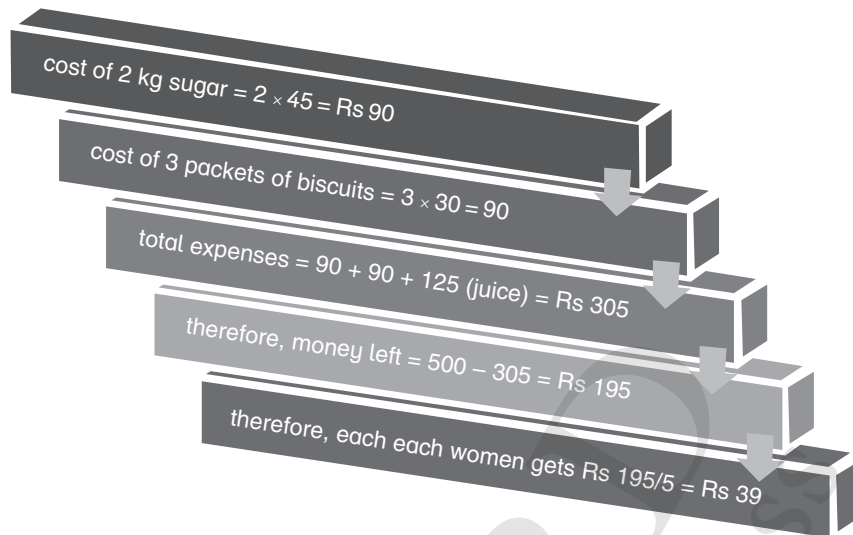 cost of 2 kg sugar = 2 × 45 = Rs 90
cost of 3 packets of biscuits = 3 × 30 = 90
total expenses = 90 + 90 + 125 (juice) = Rs 305
therefore, money left = 500 – 305 = Rs 195
therefore, each each women gets Rs 195/5 = Rs 39